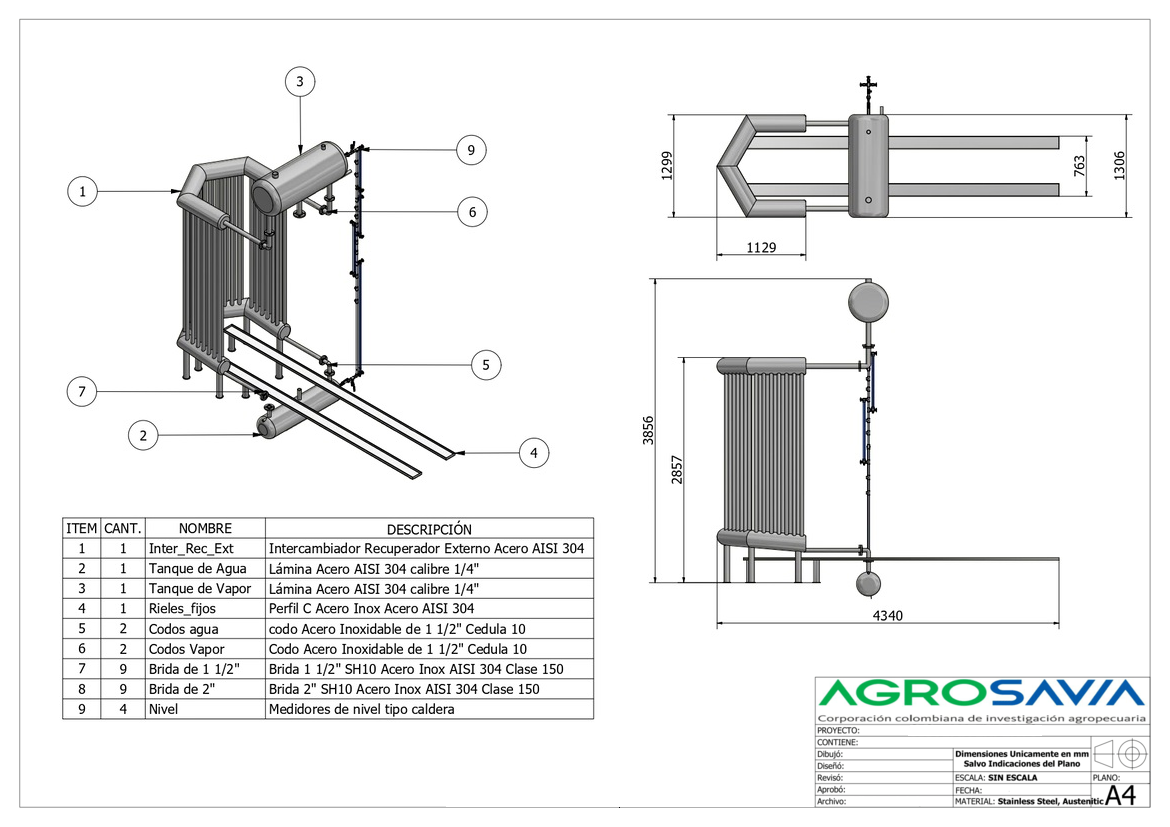 3
9
1
6
5
7
2
4
1299
763
1306
1129
3856
2857
4340
ITEM CANT. NOMBRE DESCRIPCIÓN
1 1 Inter_Rec_Ext Intercambiador Recuperador Externo Acero AISI 304
2 1 Tanque de Agua Lámina Acero AISI 304 calibre 1/4"
3 1 Tanque de Vapor Lámina Acero AISI 304 calibre 1/4"
4 1 Rieles_fijos Perfil C Acero Inox Acero AISI 304
5 2 Codos agua codo Acero Inoxidable de 1 1/2" Cedula 10
6 2 Codos Vapor Codo Acero Inoxidable de 1 1/2" Cedula 10
7 9 Brida de 1 1/2" Brida 1 1/2" SH10 Acero Inox AISI 304 Clase 150
8 9 Brida de 2" Brida 2" SH10 Acero Inox AISI 304 Clase 150
9 4 Nivel Medidores de nivel tipo caldera
AGROSAVIA
Corporación colombiana de investigación agropecuaria
PROYECTO:
CONTIENE:
Dibujó:
Diseñó:
Dimensiones Unicamente en mm
Salvo Indicaciones del Plano
Revisó: ESCALA: SIN ESCALA PLANO:
Aprobó: FECHA:
Archivo: MATERIAL: Stainless Steel, Austenitic A4